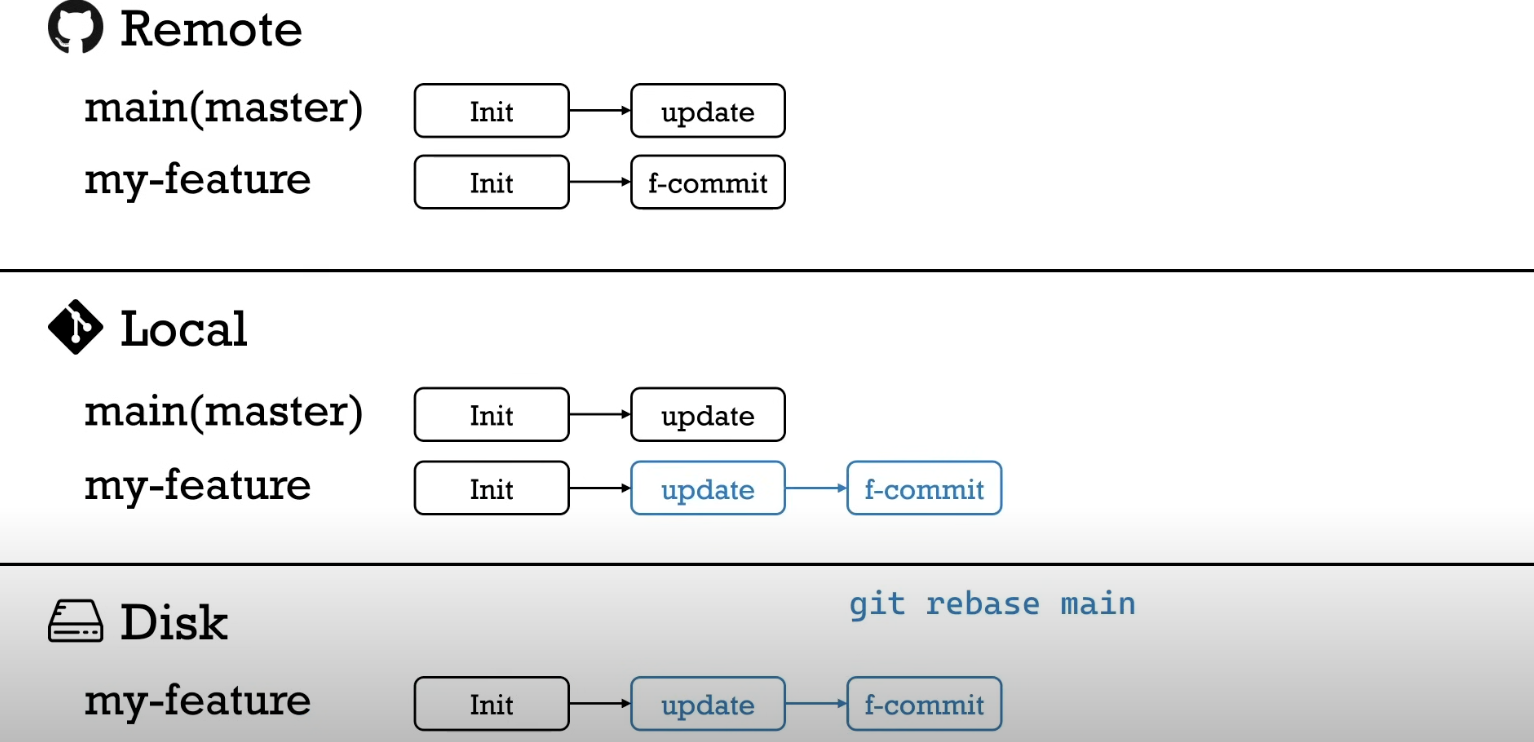 Remote
main(master) Init update
my-feature Init f-commit
Local
main(master) Init update
my-feature Init update f-commit
git rebase main
Disk
my-feature Init update f-commit